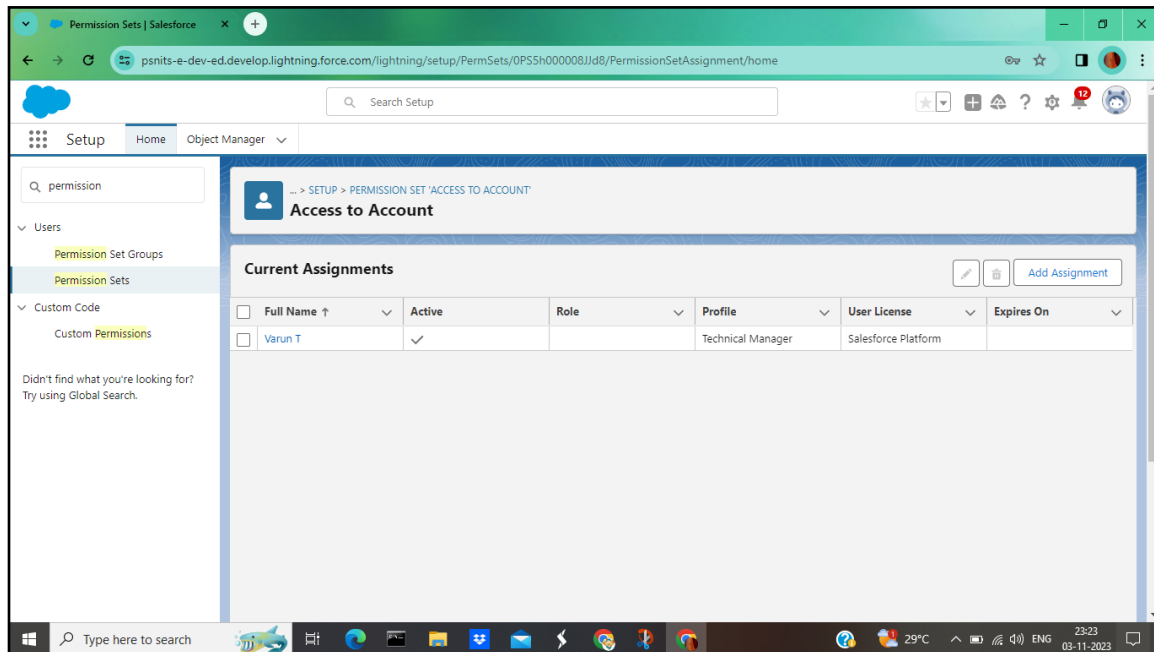 Permission Sets | Salesforce
psnits-e-dev-ed.develop.lightning.force.com/lightning/setup/PermSets/0PS5h000008JJd8/PermissionSetAssignment/home
Search Setup
12
Setup Home Object Manager
permission
Users
Permission Set Groups
Permission Sets
Custom Code
Custom Permissions
Didn't find what you're looking for?
Try using Global Search.
... > SETUP > PERMISSION SET 'ACCESS TO ACCOUNT'
Access to Account
Current Assignments
Add Assignment
Full Name ↑ Active Role Profile User License Expires On
Varun T Technical Manager Salesforce Platform
Type here to search
29°C ENG 23:23
03-11-2023